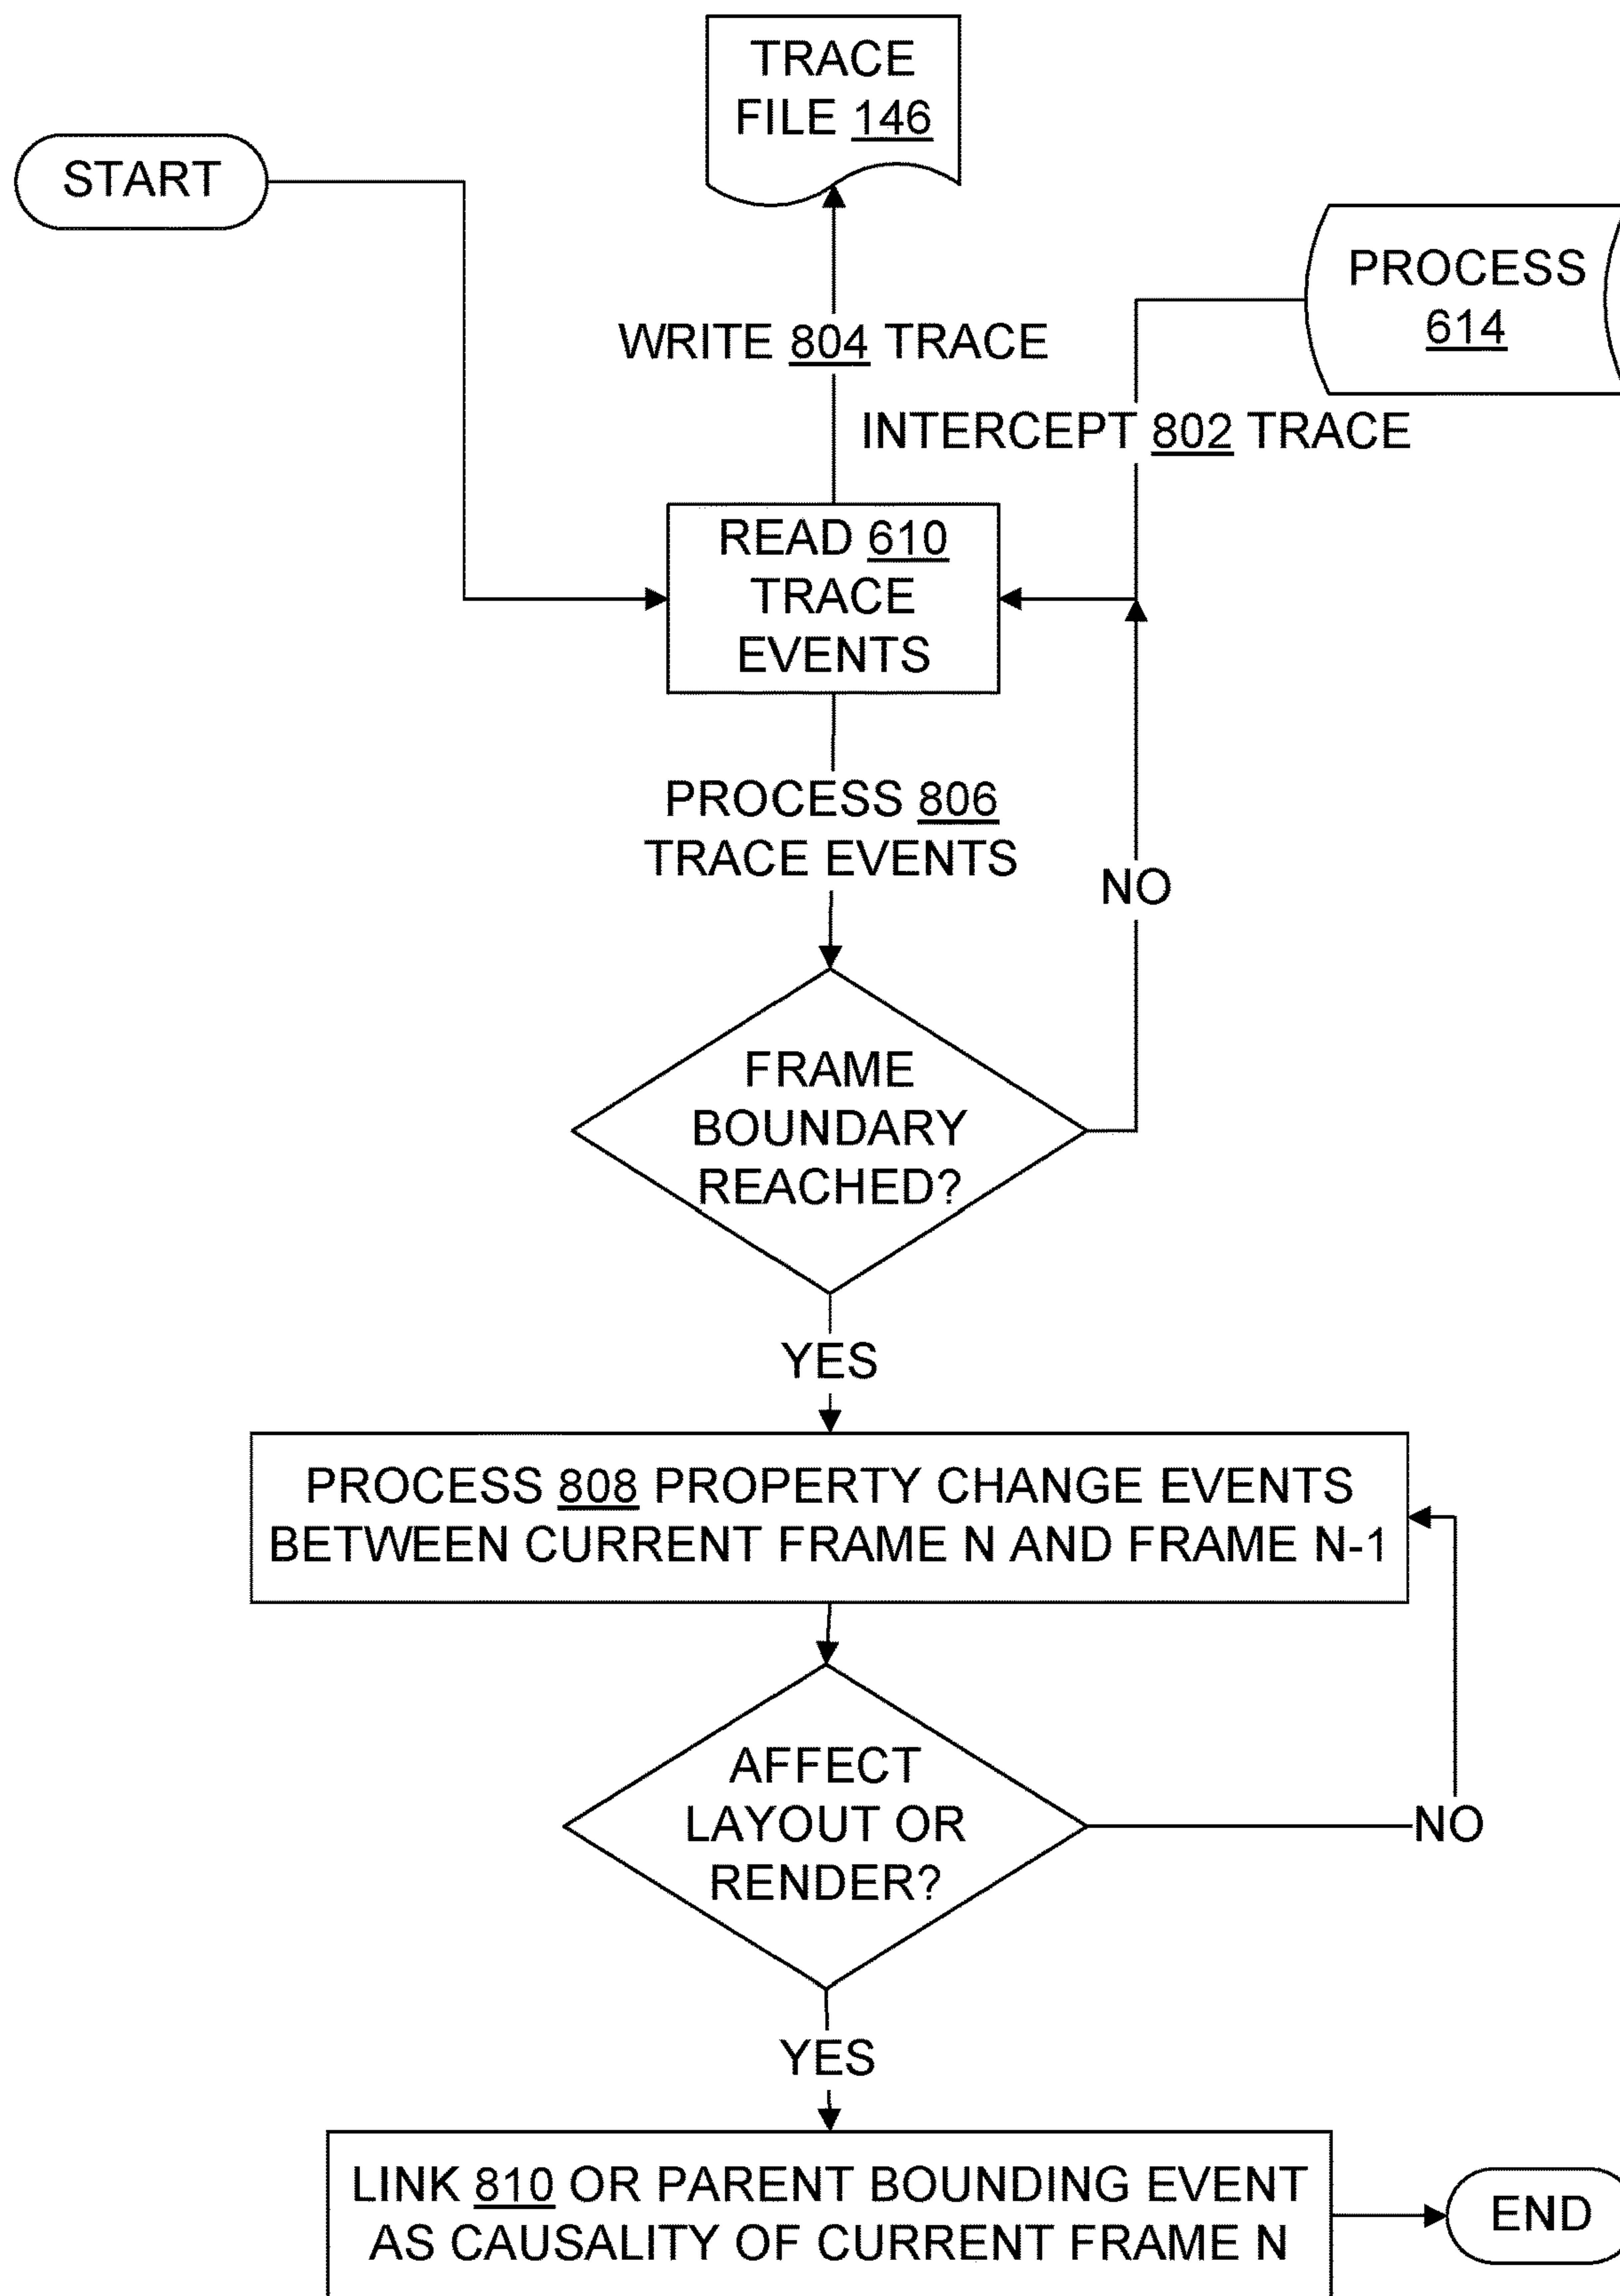 TRACE
FILE 146
START
PROCESS
614
WRITE 804 TRACE
INTERCEPT 802 TRACE
READ 610
TRACE
EVENTS
PROCESS 806
TRACE EVENTS
NO
FRAME
BOUNDARY
REACHED?
YES
PROCESS 808 PROPERTY CHANGE EVENTS
BETWEEN CURRENT FRAME N AND FRAME N-1
AFFECT
LAYOUT OR
RENDER?
NO
YES
LINK 810 OR PARENT BOUNDING EVENT
AS CAUSALITY OF CURRENT FRAME N
END